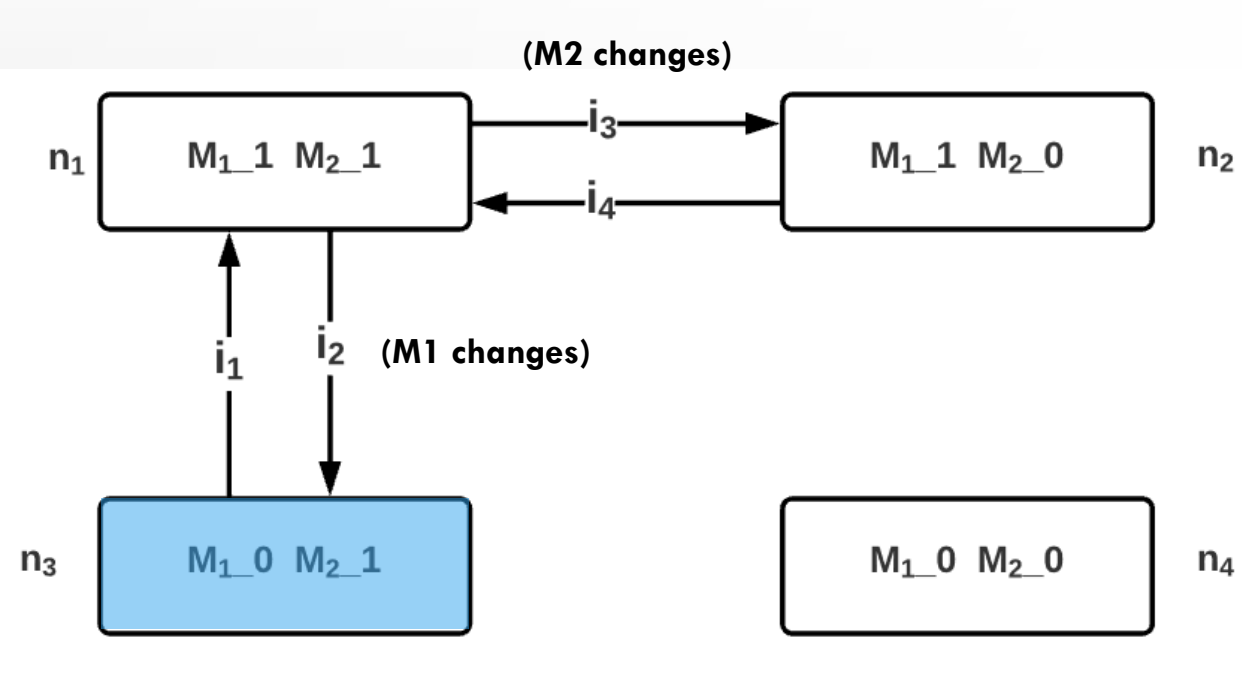 (M2 changes)
n₁
M₁_1 M₂_1
i₃
i₄
M₁_1 M₂_0
n₂
i₁
i₂
(M1 changes)
n₃
M₁_0 M₂_1
M₁_0 M₂_0
n₄